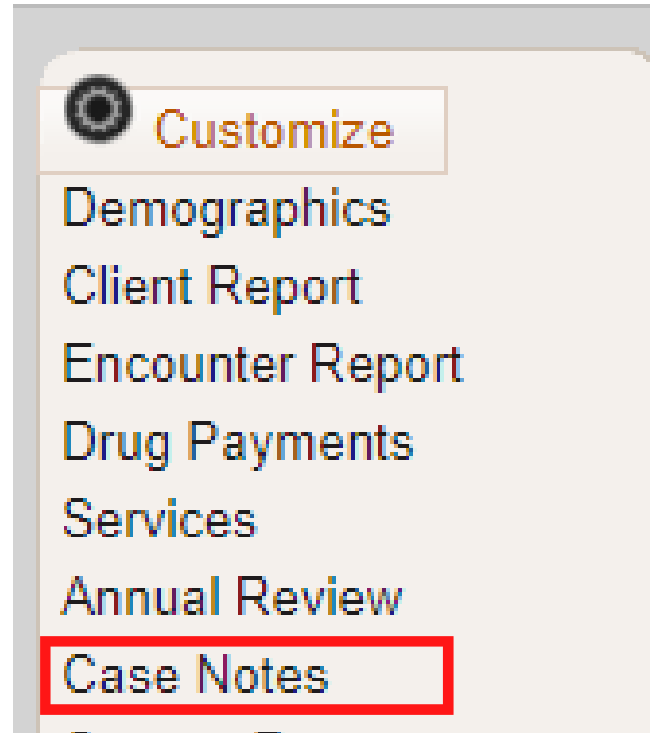 Customize
Demographics
Client Report
Encounter Report
Drug Payments
Services
Annual Review
Case Notes